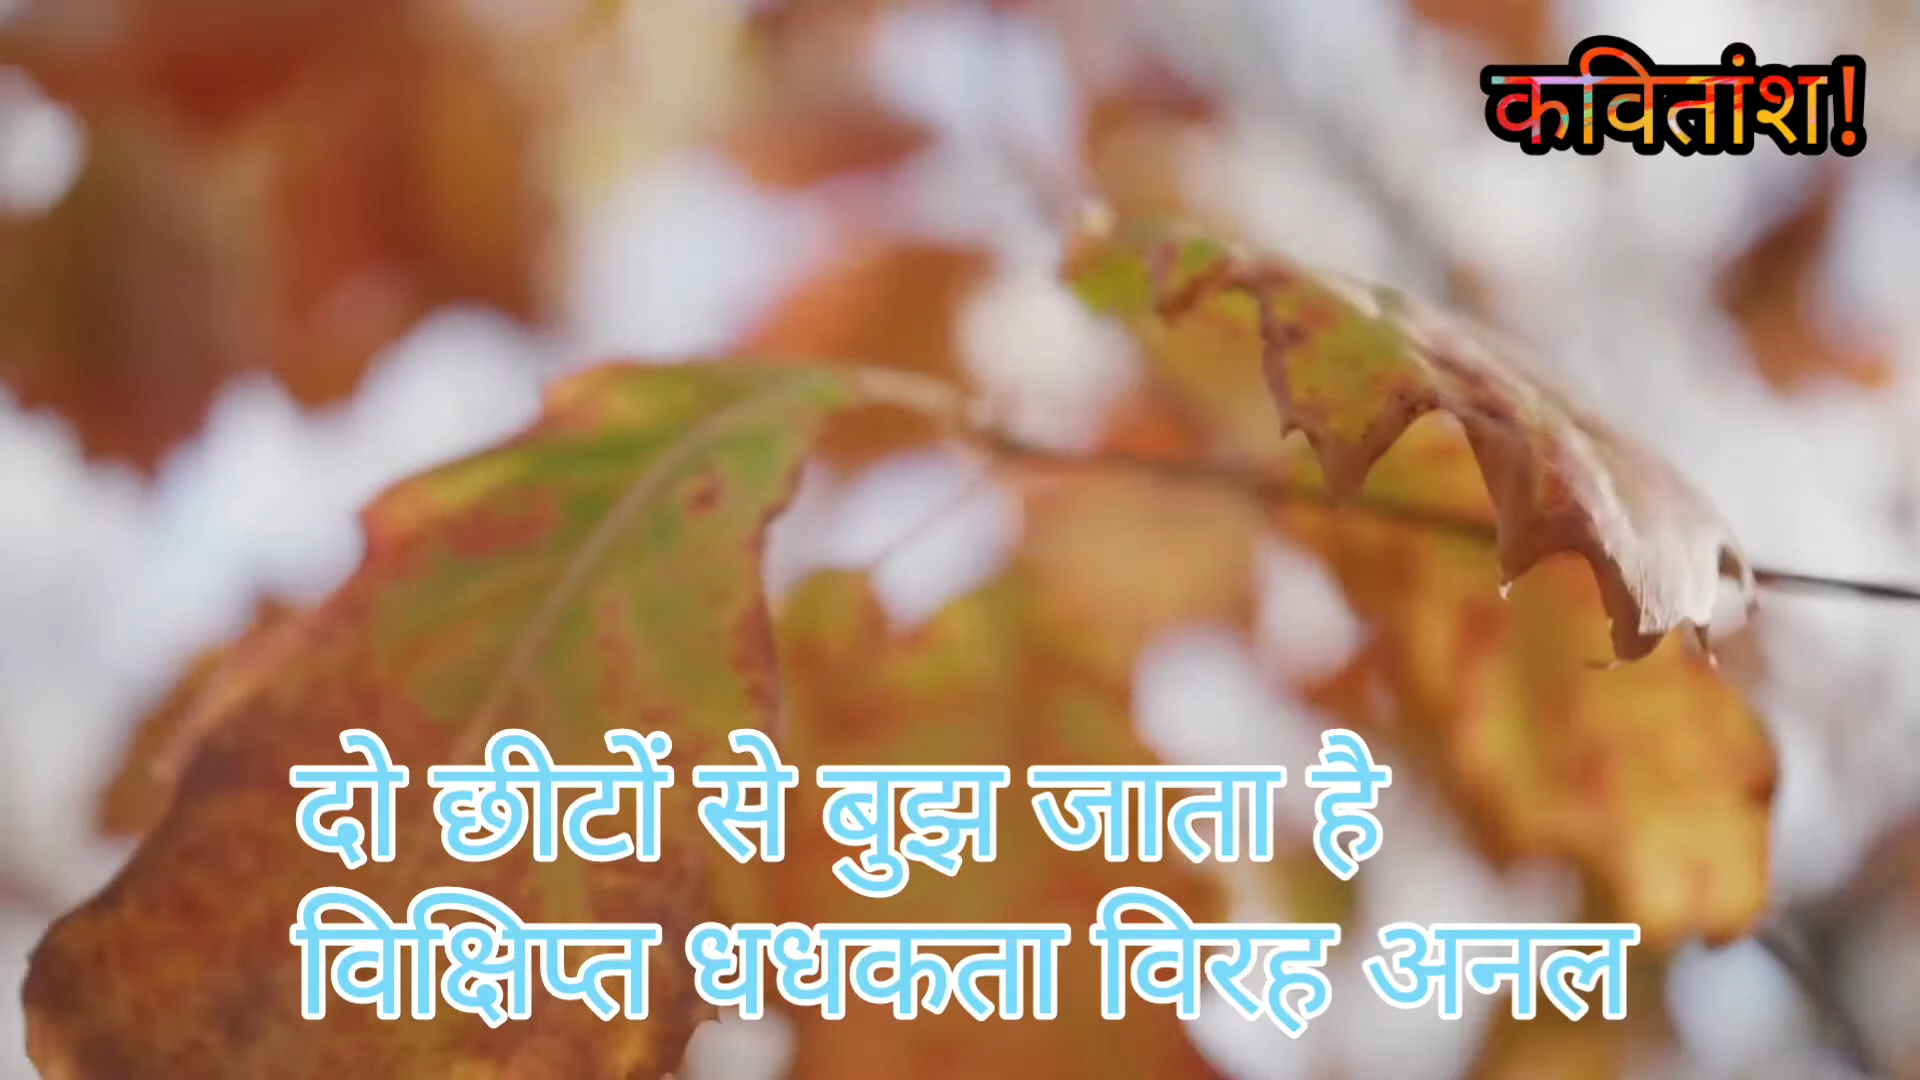 कवितांश!
दो छीटों से बुझ जाता है
विक्षिप्त धधकता विरह अनल